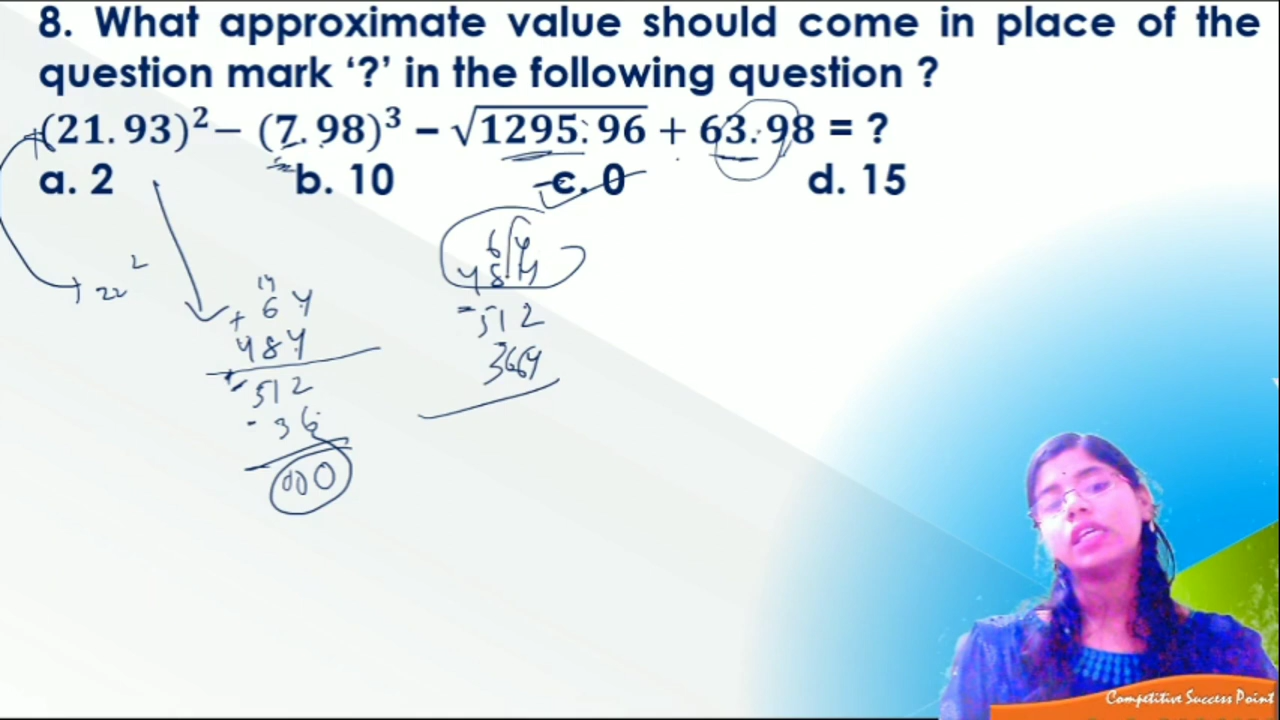 8. What approximate value should come in place of the
question mark ‘?’ in the following question ?
(21.93)² – (7.98)³ – √1295.96 + 63.98 = ?
a. 2 b. 10 c. 0 d. 15
22²
14
+ 64
484
- 512
- 36
000
64
484
- 512
Competitive Success Point